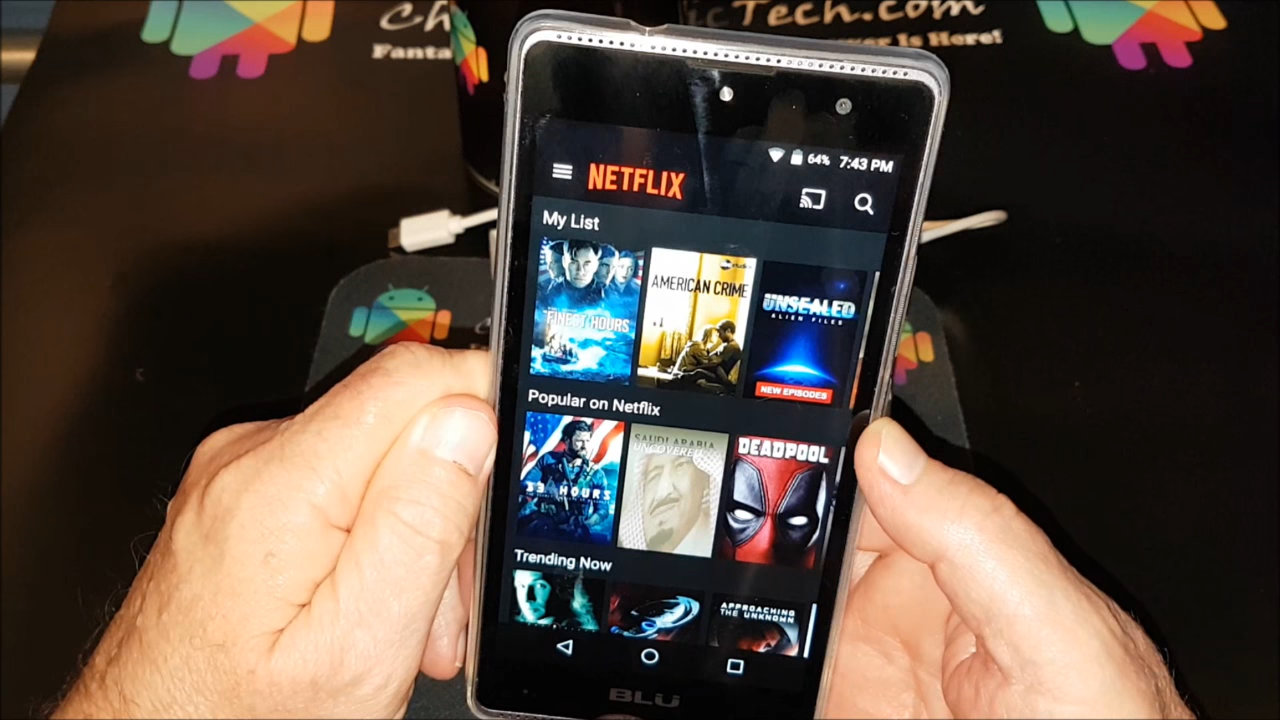 Ch
icTech.com
Fanta
wer Is Here!
64% 7:43 PM
NETFLIX
My List
FINEST HOURS
AMERICAN CRIME
UNSEALED
ALIEN FILES
NEW EPISODES
Popular on Netflix
13 HOURS
SAUDI ARABIA
UNCOVERED
DEADPOOL
Trending Now
APPROACHING
THE UNKNOWN
BLU